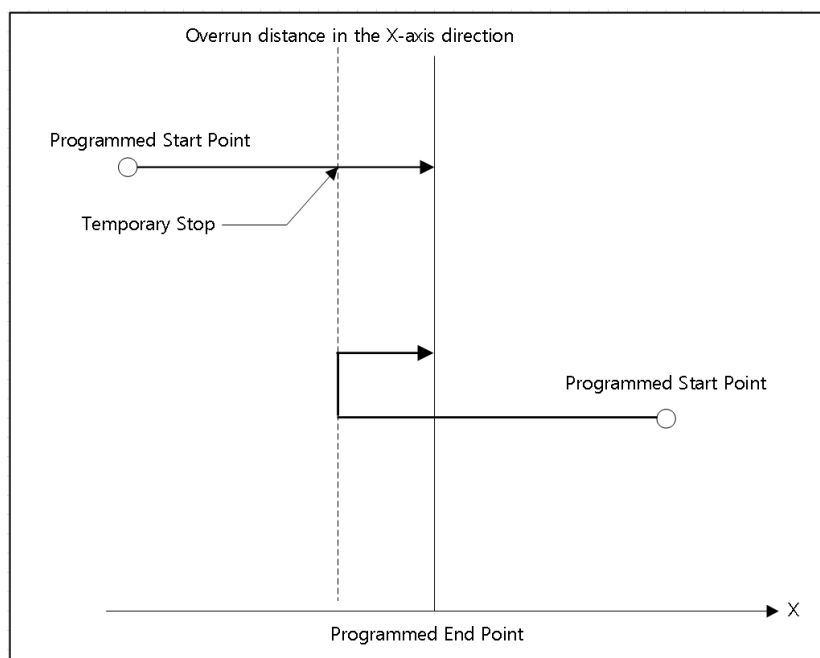 Overrun distance in the X-axis direction
Programmed Start Point
Temporary Stop
Programmed Start Point
X
Programmed End Point